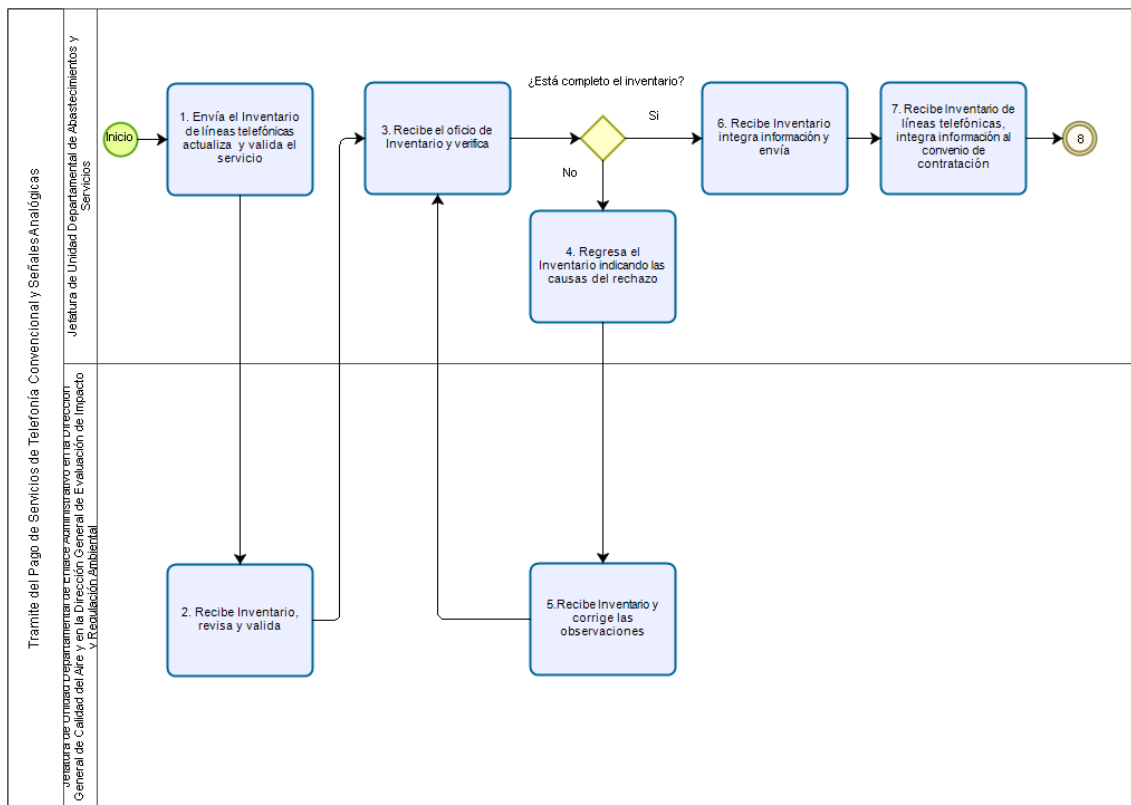 Tramite del Pago de Servicios de Telefonía Convencional y Señales Analógicas
Jefatura de Unidad Departamental de Abastecimientos y
Servicios
Inicio
1. Envía el Inventario
de líneas telefónicas
actualiza y valida el
servicio
3. Recibe el oficio de
Inventario y verifica
¿Está completo el inventario?
Si
No
6. Recibe Inventario
integra información y
envía
7. Recibe Inventario de
líneas telefónicas,
integra información al
convenio de
contratación
8
4. Regresa el
Inventario indicando las
causas del rechazo
Jefatura de Unidad Departamental de Enlace Administrativo en la Dirección
General de Calidad del Aire y en la Dirección General de Evaluación de Impacto
y Regulación Ambiental
2. Recibe Inventario,
revisa y valida
5.Recibe Inventario y
corrige las
observaciones